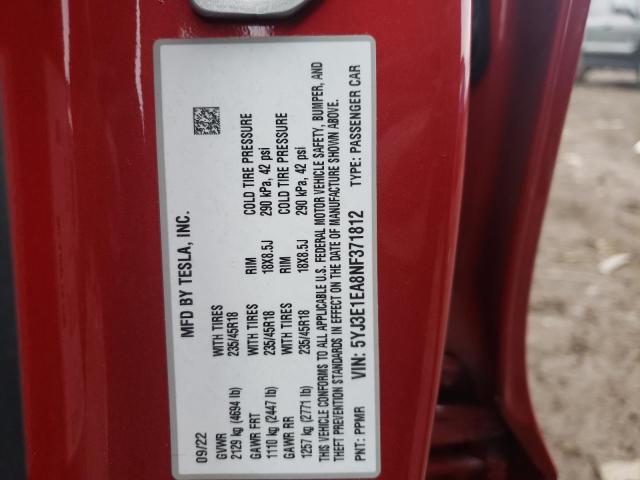 09/22 MFD BY TESLA, INC.
GVWR WITH TIRES
2129 kg (4694 lb) 235/45R18
GAWR FRT WITH TIRES RIM COLD TIRE PRESSURE
1110 kg (2447 lb) 235/45R18 18X8.5J 290 kPa, 42 psi
GAWR RR WITH TIRES RIM COLD TIRE PRESSURE
1257 kg (2771 lb) 235/45R18 18X8.5J 290 kPa, 42 psi
THIS VEHICLE CONFORMS TO ALL APPLICABLE U.S. FEDERAL MOTOR VEHICLE SAFETY, BUMPER, AND
THEFT PREVENTION STANDARDS IN EFFECT ON THE DATE OF MANUFACTURE SHOWN ABOVE.
PNT: PPMR VIN: 5YJ3E1EA8NF371812 TYPE: PASSENGER CAR